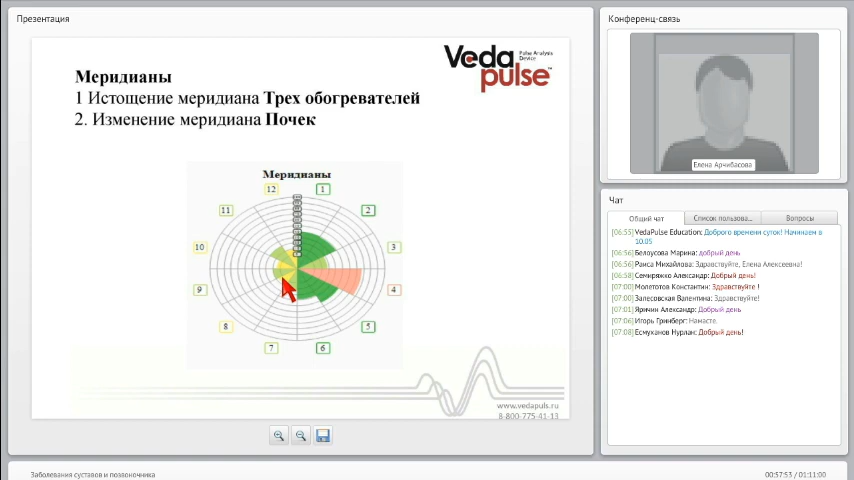 Презентация
Veda Pulse Analysis Device
pulse™
Меридианы
1 Истощение меридиана Трех обогревателей
2. Изменение меридиана Почек
Меридианы
12
1
11
2
10
3
9
4
8
5
7
6
www.vedapuls.ru
8-800-775-41-13
Конференц-связь
Елена Арчибасова
Чат
Общий чат
Список пользова...
Вопросы
[06:55] VedaPulse Education: Доброго времени суток! Начинаем в
10.05
[06:56] Белоусова Марина: добрый день
[06:56] Раиса Михайлова: Здравствуйте, Елена Алексеевна!
[06:58] Семиряжко Александр: Добрый день!
[07:00] Молетотов Константин: Здравствуйте !
[07:00] Залесовская Валентина: Здравствуйте!
[07:01] Яричин Александр: Добрый день
[07:06] Игорь Гринберг: Намасте.
[07:08] Есмуханов Нурлан: Добрый день!
Заболевания суставов и позвоночника
00:57:53 / 01:11:00